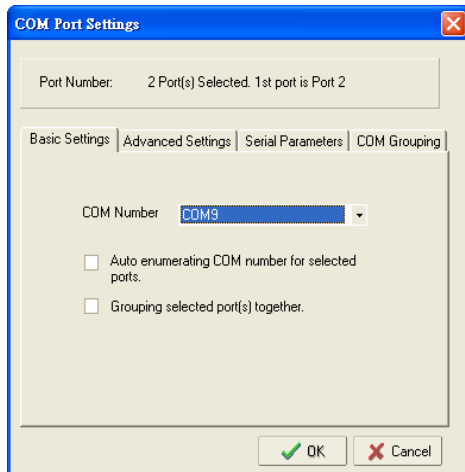 COM Port Settings
Port Number: 2 Port(s) Selected. 1st port is Port 2
Basic Settings Advanced Settings Serial Parameters COM Grouping
COM Number COM9
Auto enumerating COM number for selected
ports.
Grouping selected port(s) together.
OK Cancel